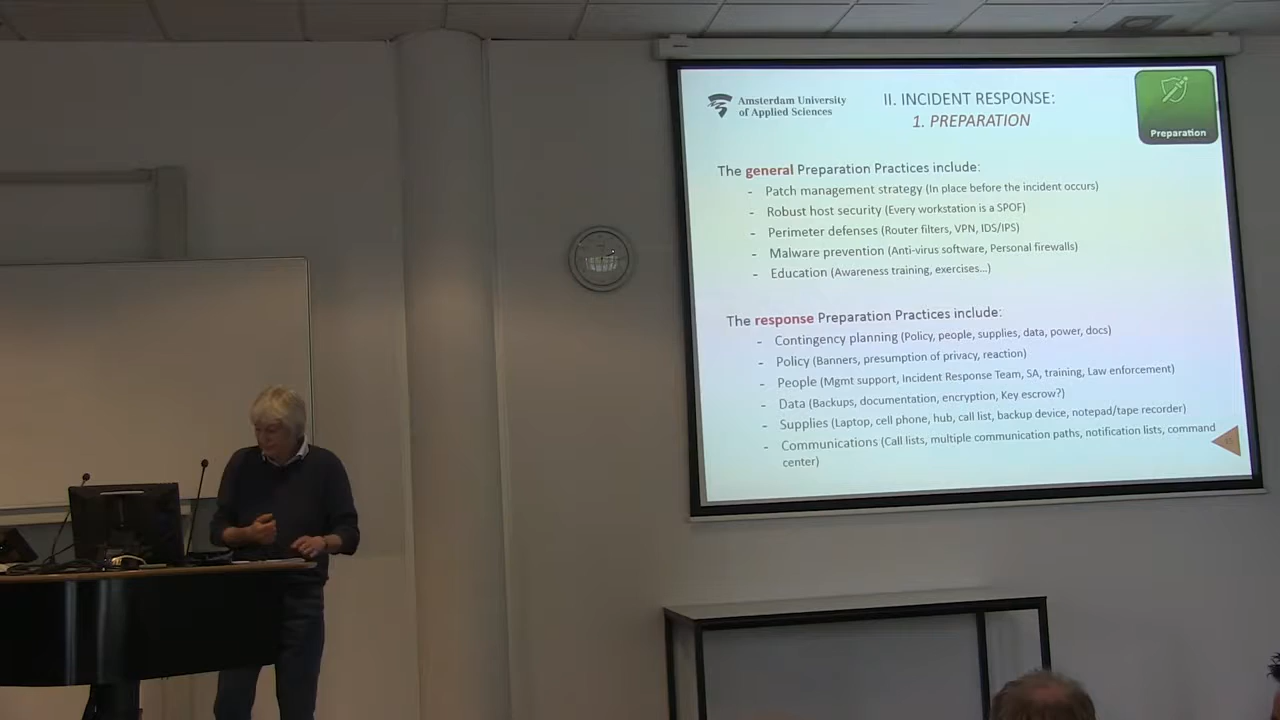 Amsterdam University
of Applied Sciences
II. INCIDENT RESPONSE:
1. PREPARATION
Preparation
The general Preparation Practices include:
- Patch management strategy (In place before the incident occurs)
- Robust host security (Every workstation is a SPOF)
- Perimeter defenses (Router filters, VPN, IDS/IPS)
- Malware prevention (Anti-virus software, Personal firewalls)
- Education (Awareness training, exercises...)
The response Preparation Practices include:
- Contingency planning (Policy, people, supplies, data, power, docs)
- Policy (Banners, presumption of privacy, reaction)
- People (Mgmt support, Incident Response Team, SA, training, Law enforcement)
- Data (Backups, documentation, encryption, Key escrow?)
- Supplies (Laptop, cell phone, hub, call list, backup device, notepad/tape recorder)
- Communications (Call lists, multiple communication paths, notification lists, command
center)